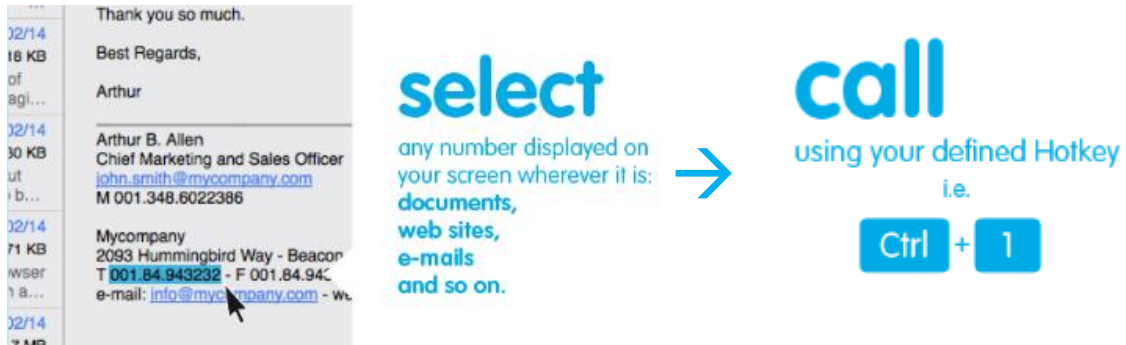 02/14
18 KB
of
agi...
02/14
30 KB
ut
b...
02/14
71 KB
wser
a...
02/14
Thank you so much.
Best Regards,
Arthur
Arthur B. Allen
Chief Marketing and Sales Officer
john.smith@mycompany.com
M 001.348.6022386
Mycompany
2093 Hummingbird Way - Beacon
T 001.84.943232 - F 001.84.94
e-mail: info@mycompany.com - we
select
any number displayed on
your screen wherever it is:
documents,
web sites,
e-mails
and so on.
call
using your defined Hotkey
i.e.
Ctrl + 1